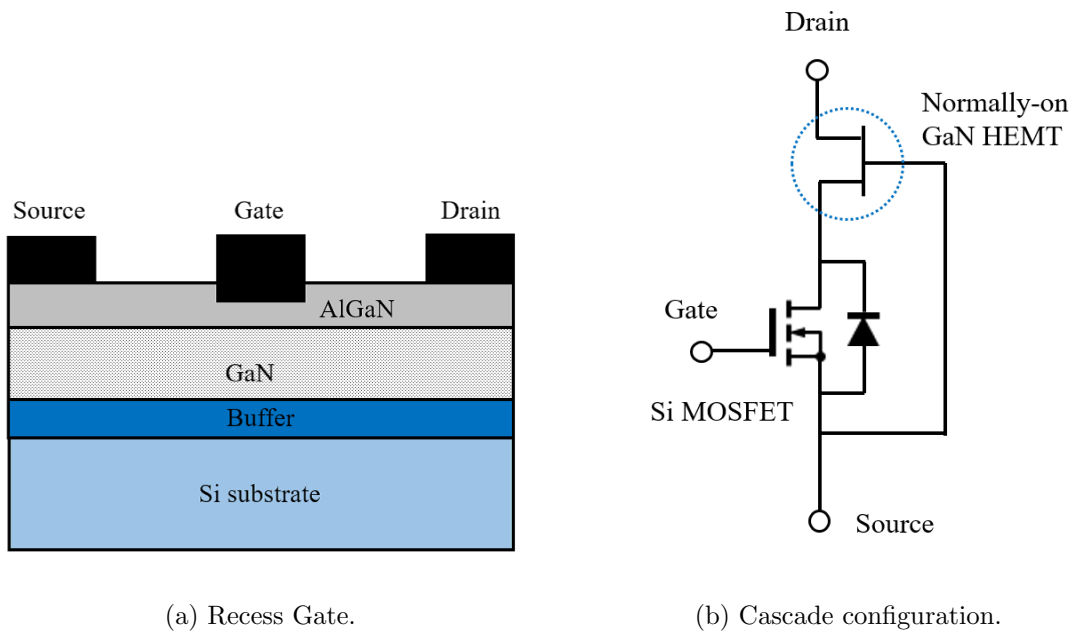 Source
Gate
Drain
AlGaN
GaN
Buffer
Si substrate
(a) Recess Gate.
Drain
Normally-on
GaN HEMT
Gate
Si MOSFET
Source
(b) Cascade configuration.